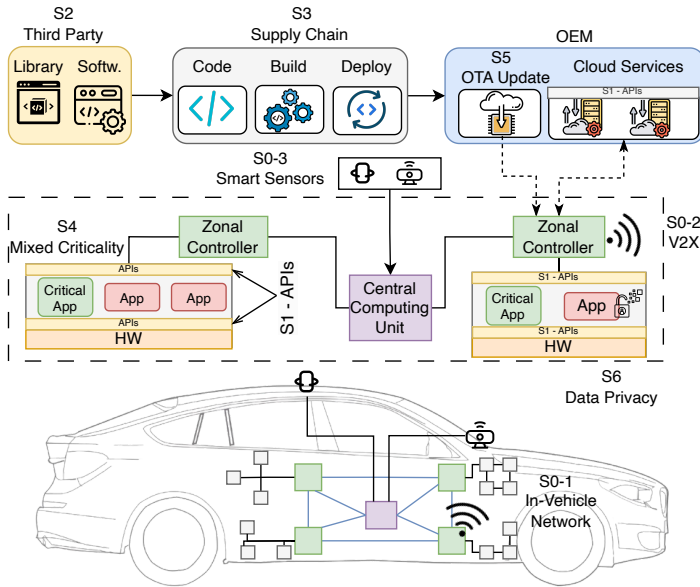 S2
Third Party
Library
Softw.
S3
Supply Chain
Code
Build
Deploy
OEM
S5
OTA Update
Cloud Services
S1 - APIs
S0-3
Smart Sensors
S4
Mixed Criticality
Zonal
Controller
APIs
Critical
App
App
App
APIs
HW
S1 - APIs
Central
Computing
Unit
Zonal
Controller
S0-2
V2X
S1 - APIs
Critical
App
App
S1 - APIs
HW
S6
Data Privacy
S0-1
In-Vehicle
Network